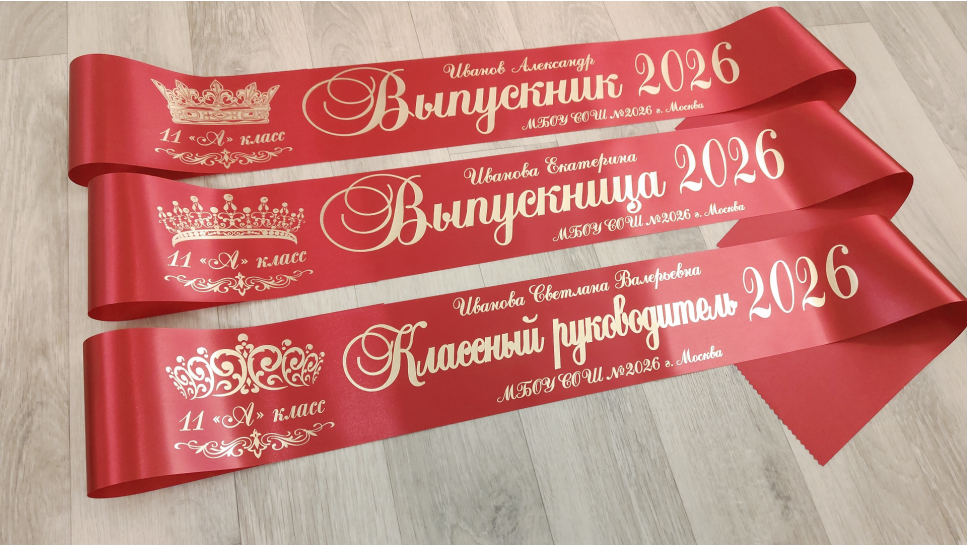 Иванов Александр
Выпускник 2026
МБОУ СОШ №2026 г. Москва
11 «А» класс
Иванова Екатерина
Выпускница 2026
МБОУ СОШ №2026 г. Москва
11 «А» класс
Иванова Светлана Валерьевна
Классный руководитель 2026
МБОУ СОШ №2026 г. Москва
11 «А» класс